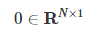 0 ∈ R^{N×1}